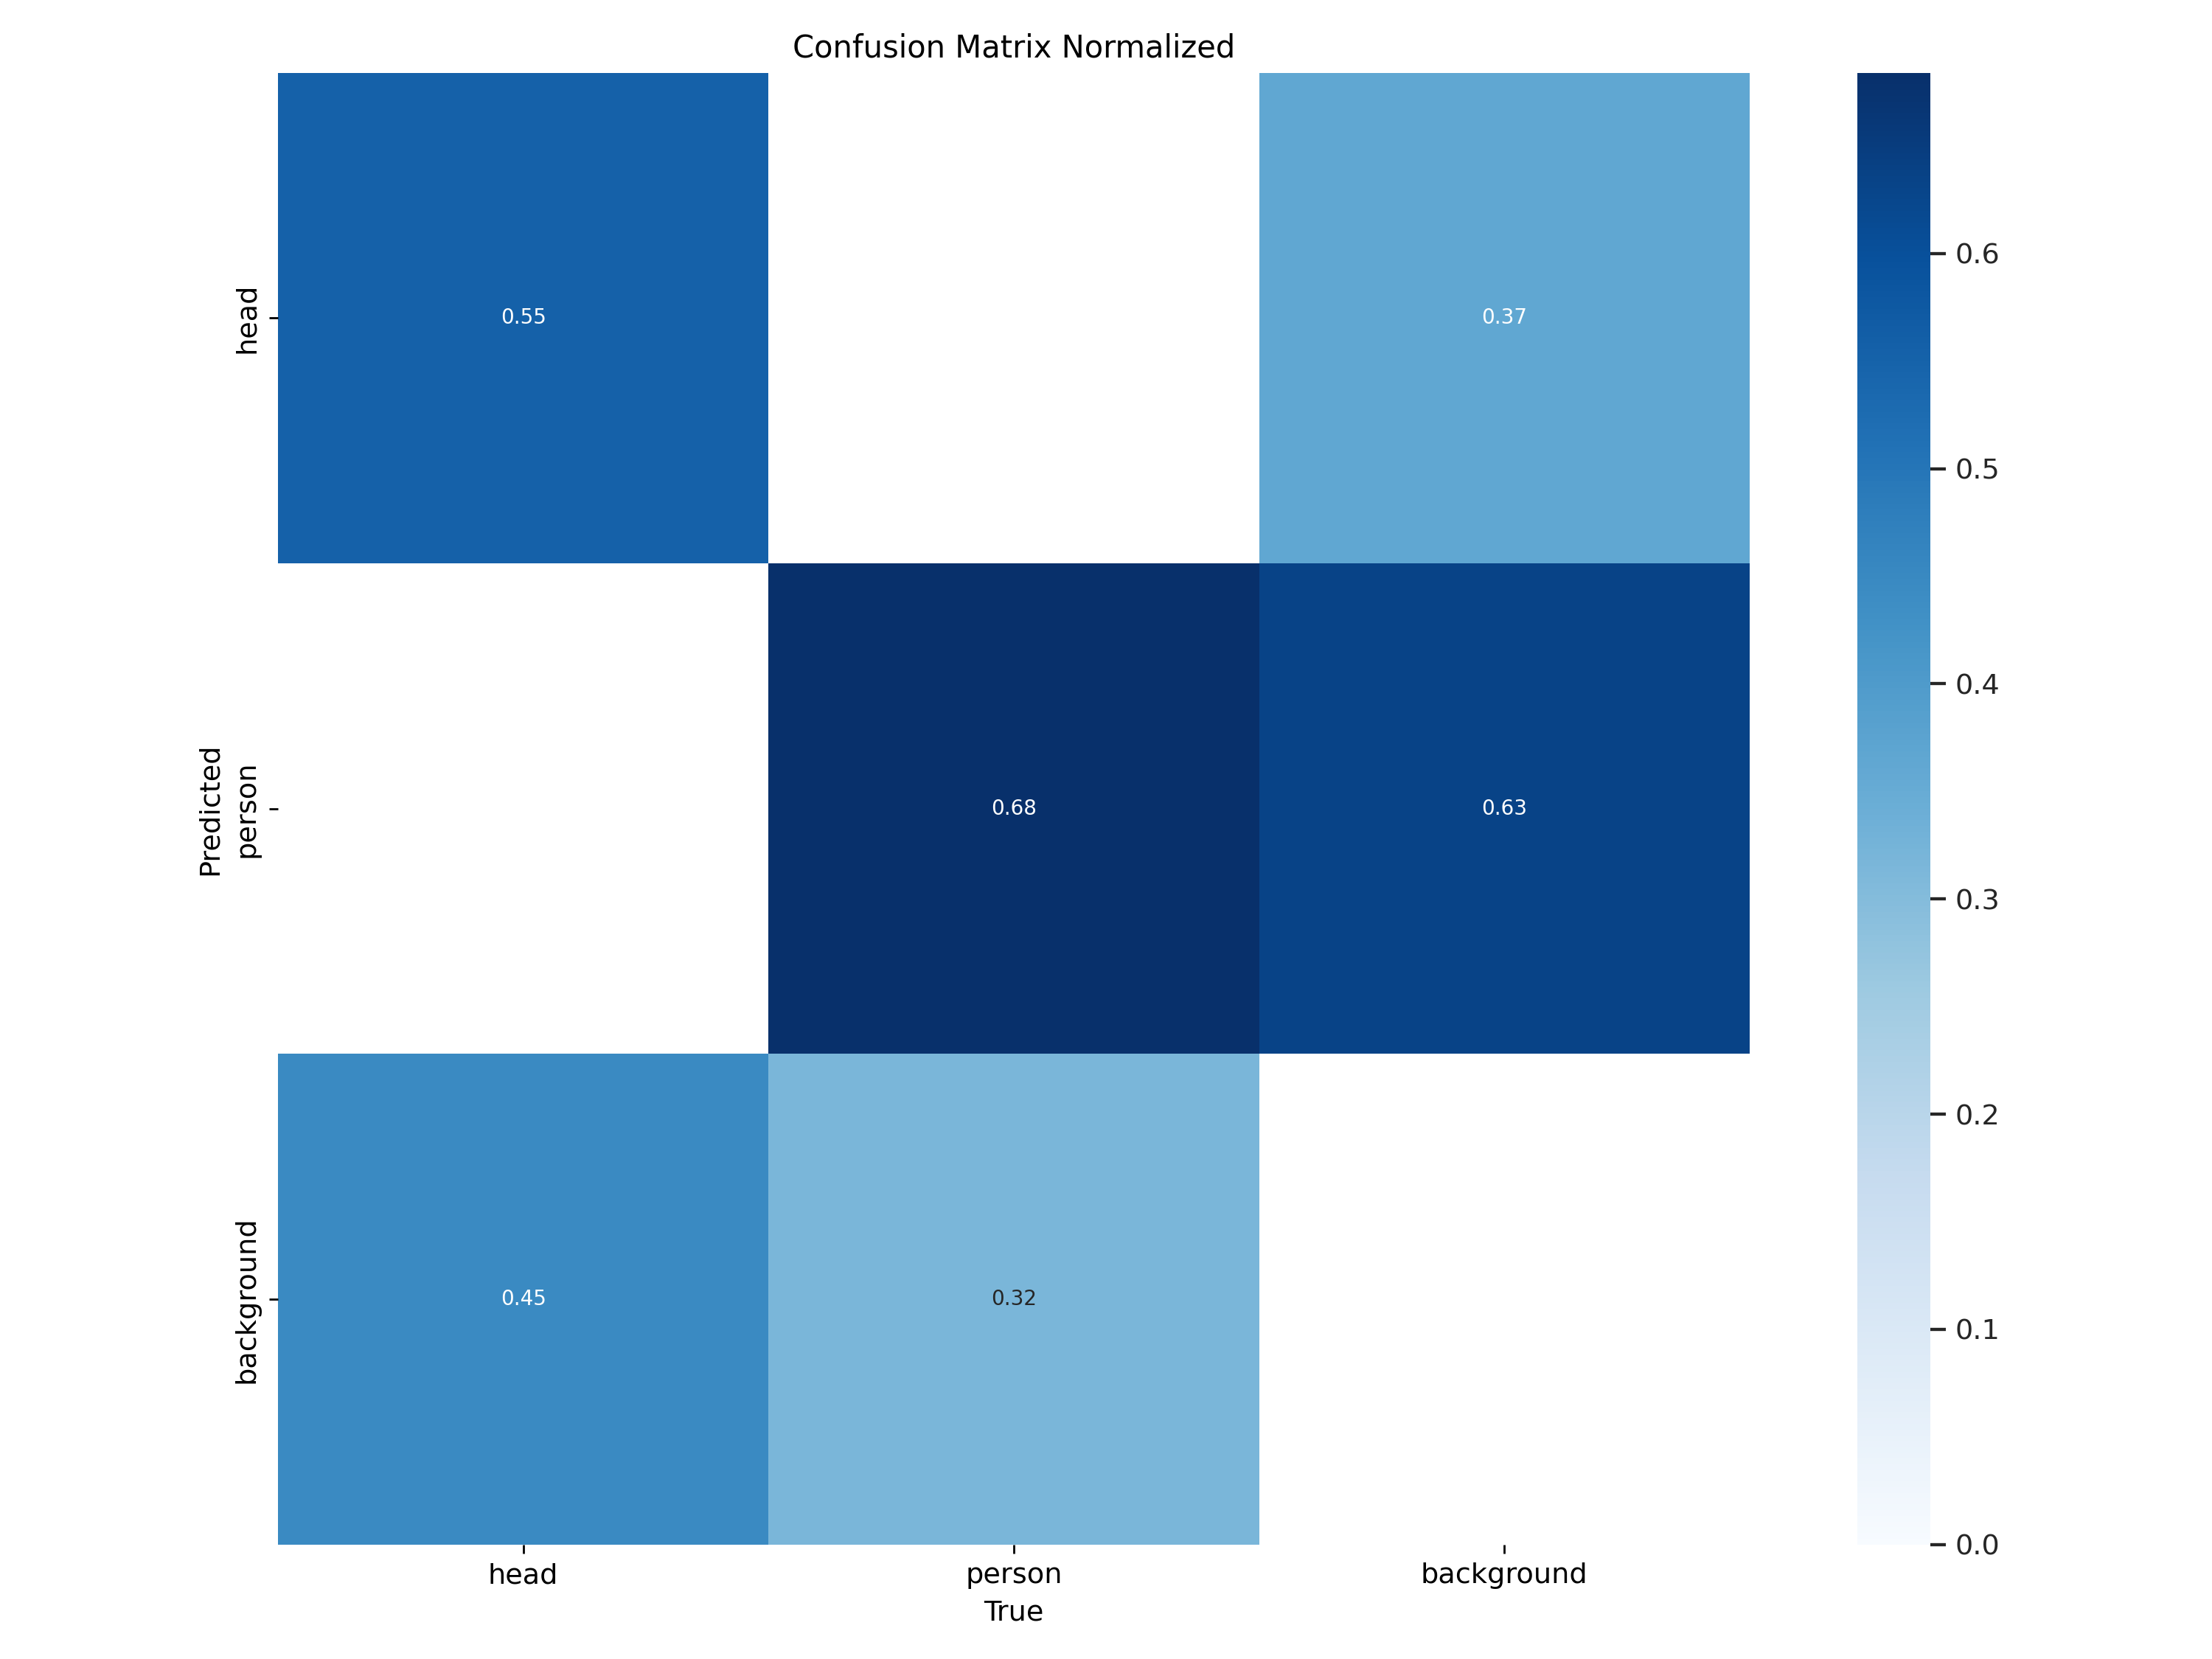 Confusion Matrix Normalized
head
0.55
0.37
0.6
0.5
Predicted
person
0.68
0.63
0.4
0.3
background
0.45
0.32
0.2
0.1
0.0
head
person
background
True